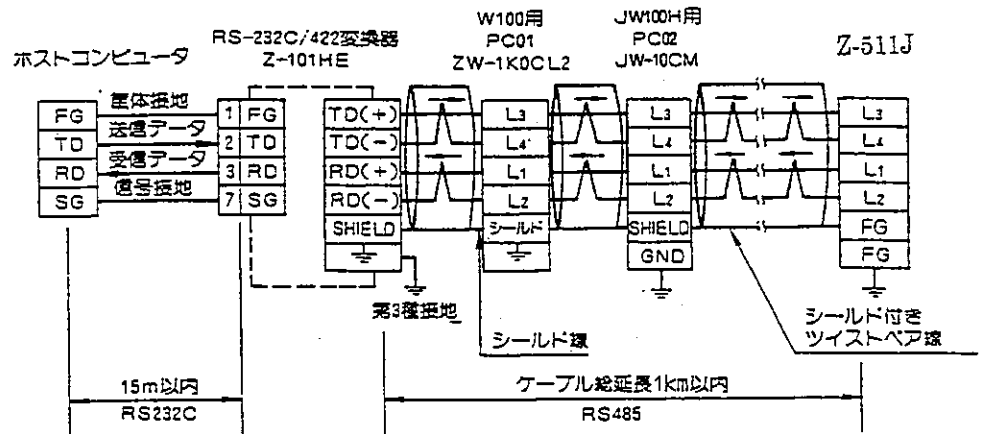 ホストコンピュータ
RS-232C/422変換器
Z-101HE
W100用
PC01
ZW-1K0CL2
JW100H用
PC02
JW-10CM
Z-511J
FG
TD
RD
SG
筐体接地
送信データ
受信データ
信号接地
1 FG
2 TD
3 RD
7 SG
TD(+)
TD(-)
RD(+)
RD(-)
SHIELD
第3種接地
L3
L4
L1
L2
シールド
L3
L4
L1
L2
SHIELD
GND
L3
L4
L1
L2
FG
FG
シールド線
シールド付き
ツイストペア線
15m以内
RS232C
ケーブル総延長1km以内
RS485